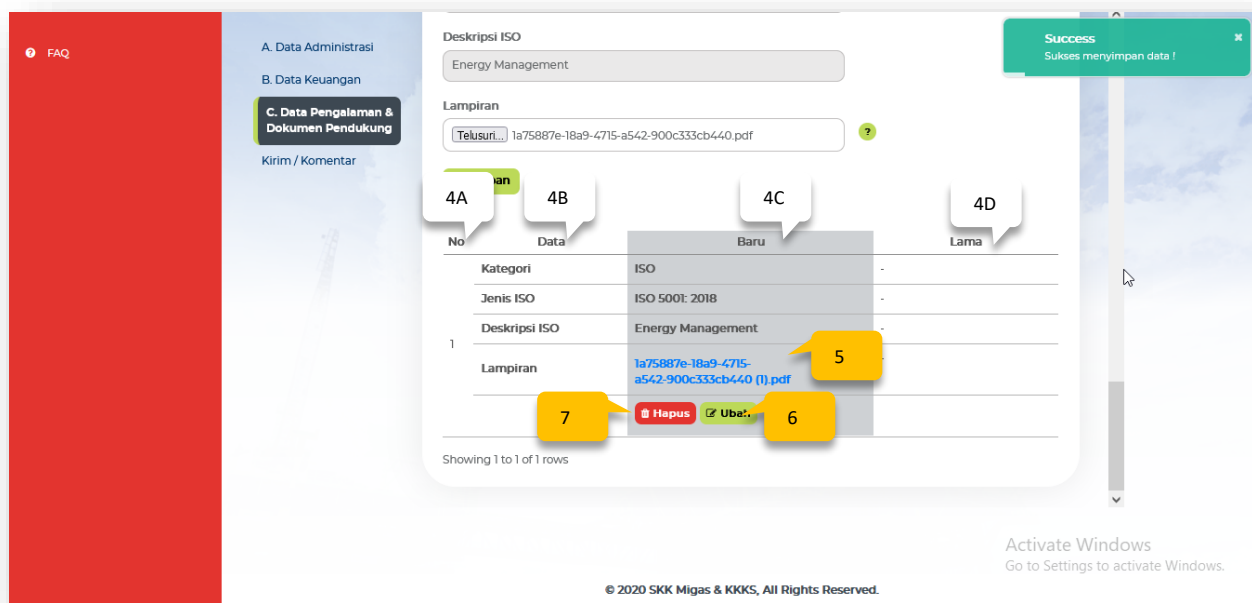 FAQ
A. Data Administrasi
B. Data Keuangan
C. Data Pengalaman &
Dokumen Pendukung
Kirim / Komentar
Deskripsi ISO
Energy Management
Lampiran
Telusuri... 1a75887e-18a9-4715-a542-900c333cb440.pdf
?
Success
Sukses menyimpan data !
4A
4B
4C
4D
No Data Baru Lama
Kategori ISO -
Jenis ISO ISO 5001: 2018 -
Deskripsi ISO Energy Management -
1
Lampiran
1a75887e-18a9-4715-
a542-900c333cb440 (1).pdf
5
Hapus
7
6
Showing 1 to 1 of 1 rows
Activate Windows
Go to Settings to activate Windows.
© 2020 SKK Migas & KKKS, All Rights Reserved.